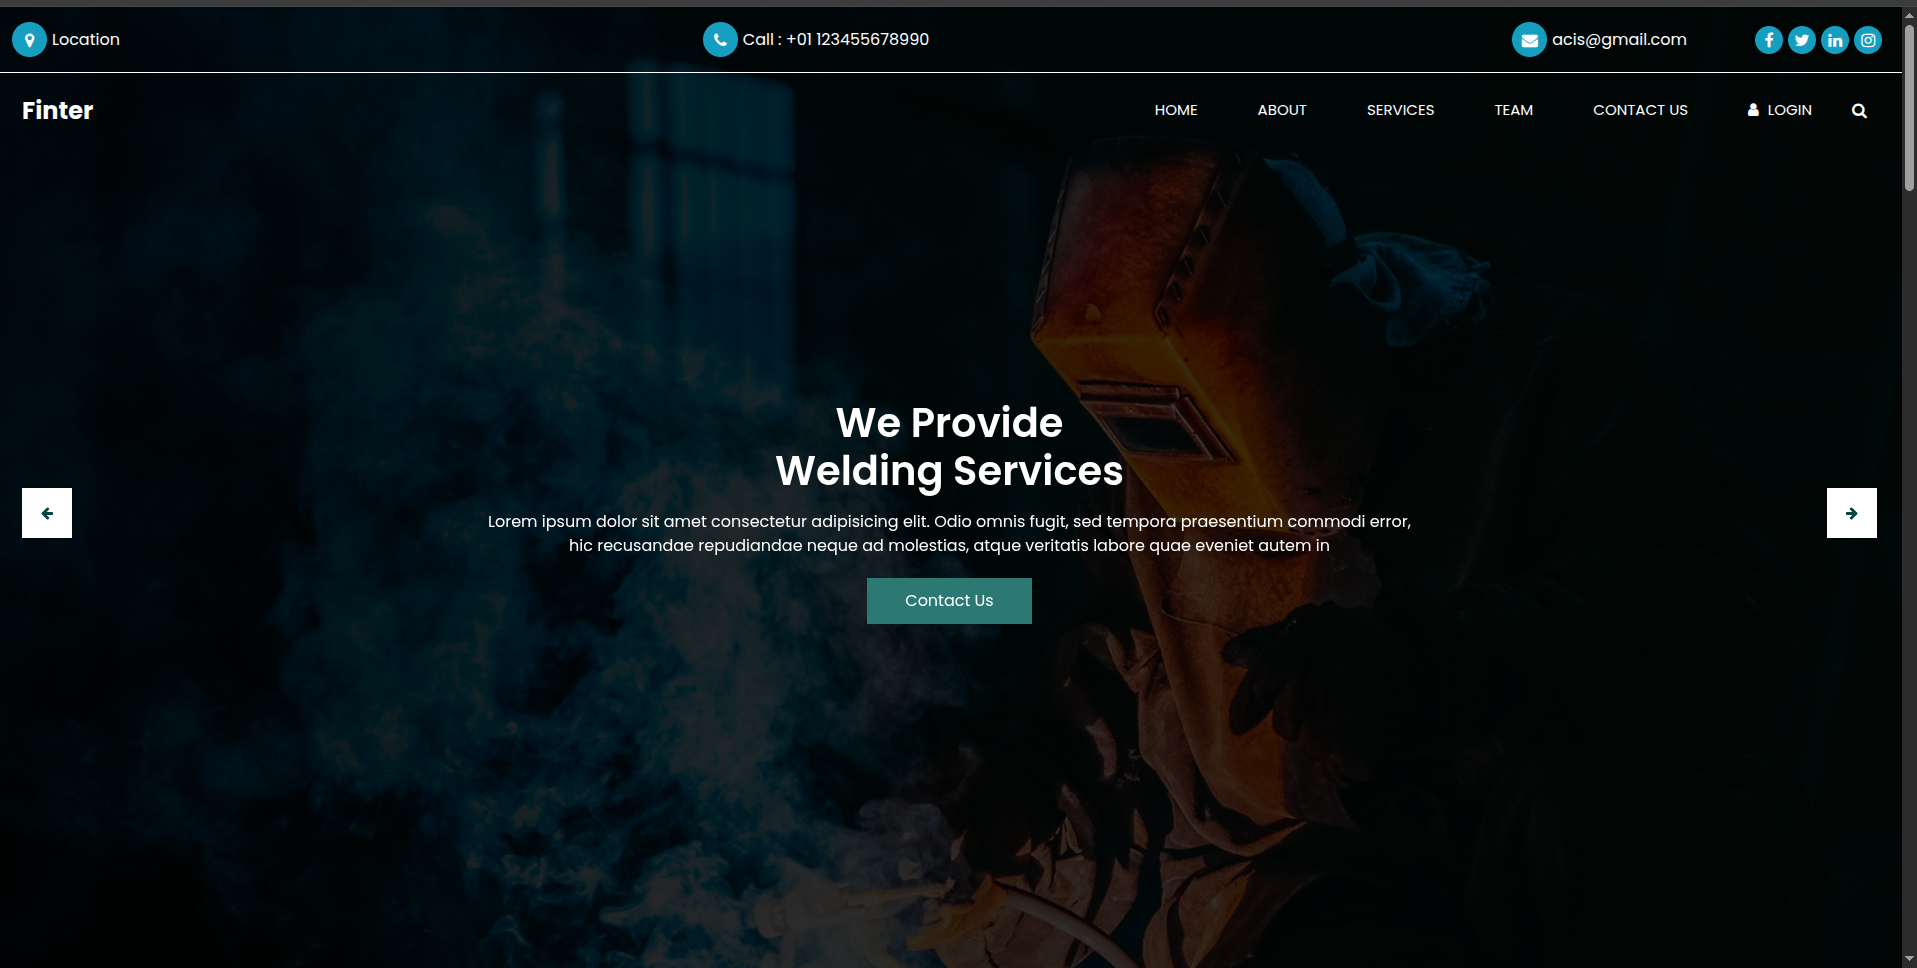 Location
Call : +01 123455678990
acis@gmail.com
Finter
HOME
ABOUT
SERVICES
TEAM
CONTACT US
LOGIN
We Provide
Welding Services
Lorem ipsum dolor sit amet consectetur adipisicing elit. Odio omnis fugit, sed tempora praesentium commodi error,
hic recusandae repudiandae neque ad molestias, atque veritatis labore quae eveniet autem in
Contact Us